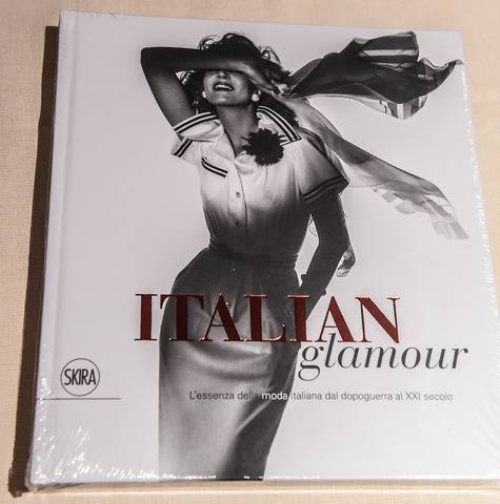 ITALIAN
glamour
SKIRA
L'essenza della moda italiana dal dopoguerra al XXI secolo